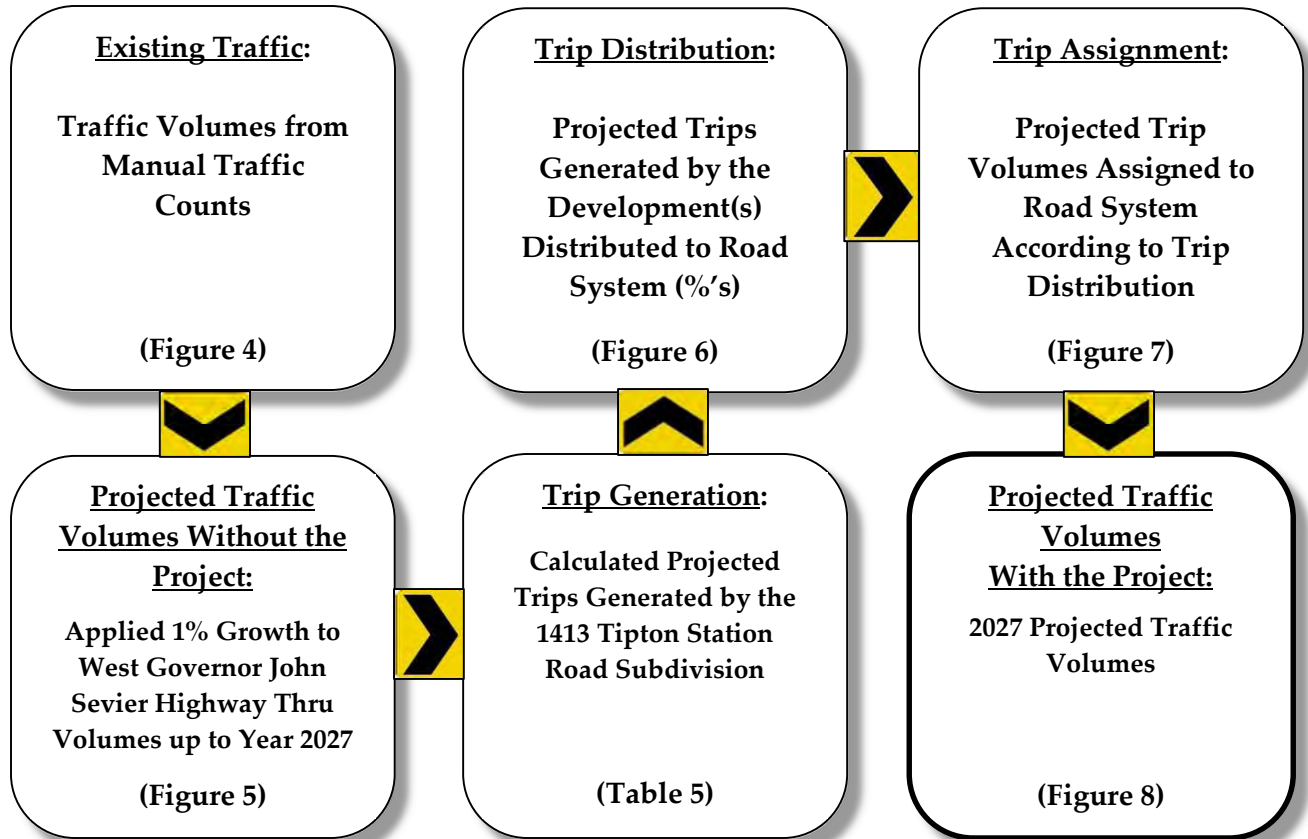 Existing Traffic:
Traffic Volumes from
Manual Traffic
Counts
(Figure 4)
Projected Traffic
Volumes Without the
Project:
Applied 1% Growth to
West Governor John
Sevier Highway Thru
Volumes up to Year 2027
(Figure 5)
Trip Generation:
Calculated Projected
Trips Generated by the
1413 Tipton Station
Road Subdivision
(Table 5)
Trip Distribution:
Projected Trips
Generated by the
Development(s)
Distributed to Road
System (%’s)
(Figure 6)
Trip Assignment:
Projected Trip
Volumes Assigned to
Road System
According to Trip
Distribution
(Figure 7)
Projected Traffic
Volumes
With the Project:
2027 Projected Traffic
Volumes
(Figure 8)